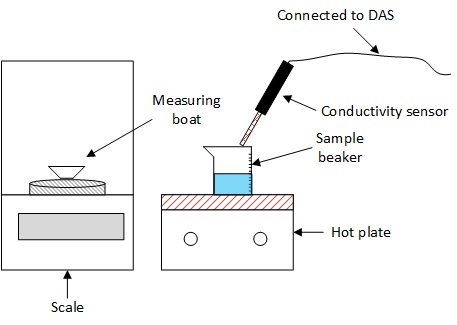 Connected to DAS
Measuring
boat
Conductivity sensor
Sample
beaker
Hot plate
Scale